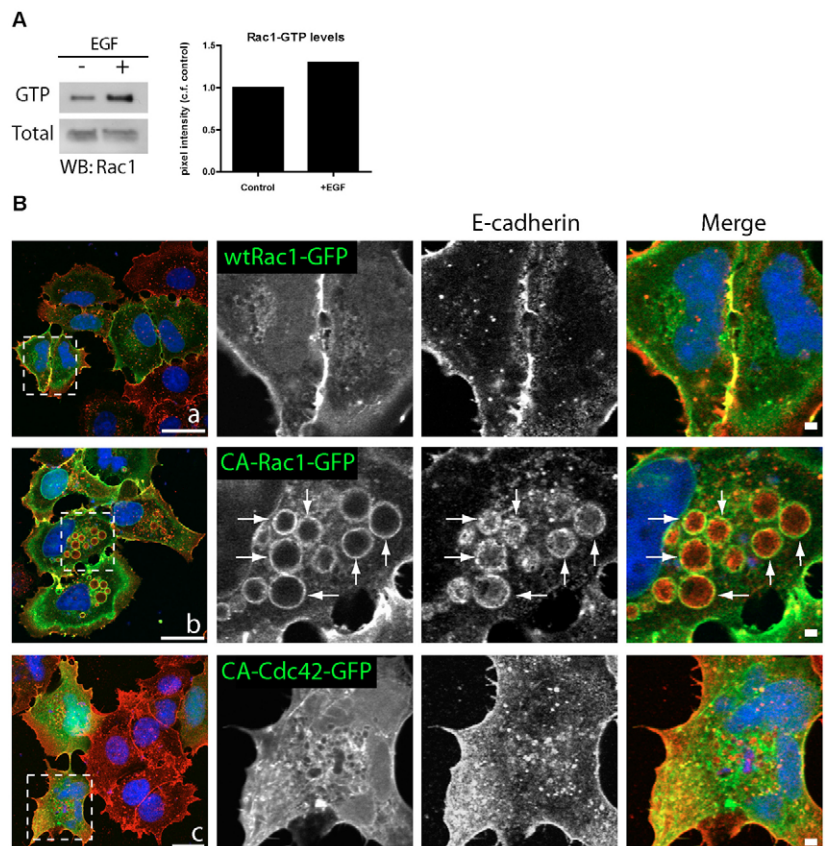 A
EGF
- +
GTP
Total
WB: Rac1
Rac1-GTP levels
pixel intensity (c.f. control)
1.5
1.0
0.5
0.0
Control +EGF
B
E-cadherin Merge
wtRac1-GFP
a
CA-Rac1-GFP
b
CA-Cdc42-GFP
c